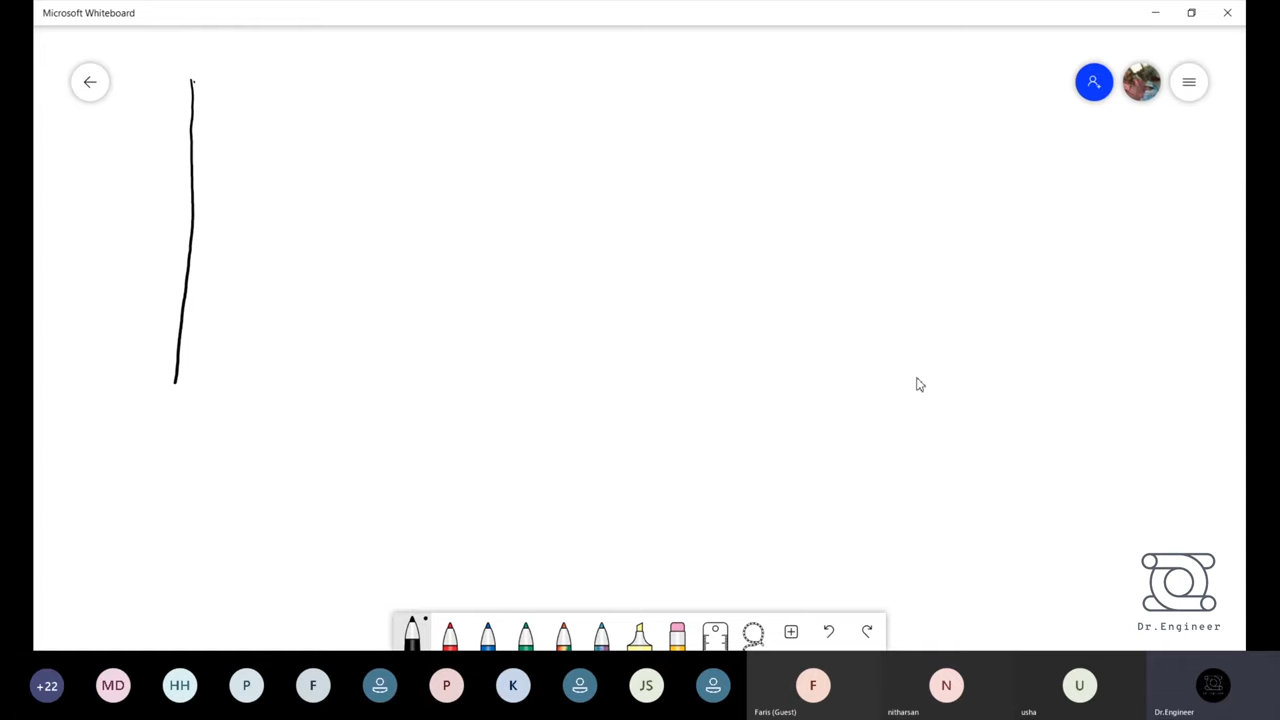 Microsoft Whiteboard
Dr.Engineer
+22
MD
HH
P
F
P
K
JS
F
N
U
Faris (Guest)
nitharsan
usha
Dr.Engineer